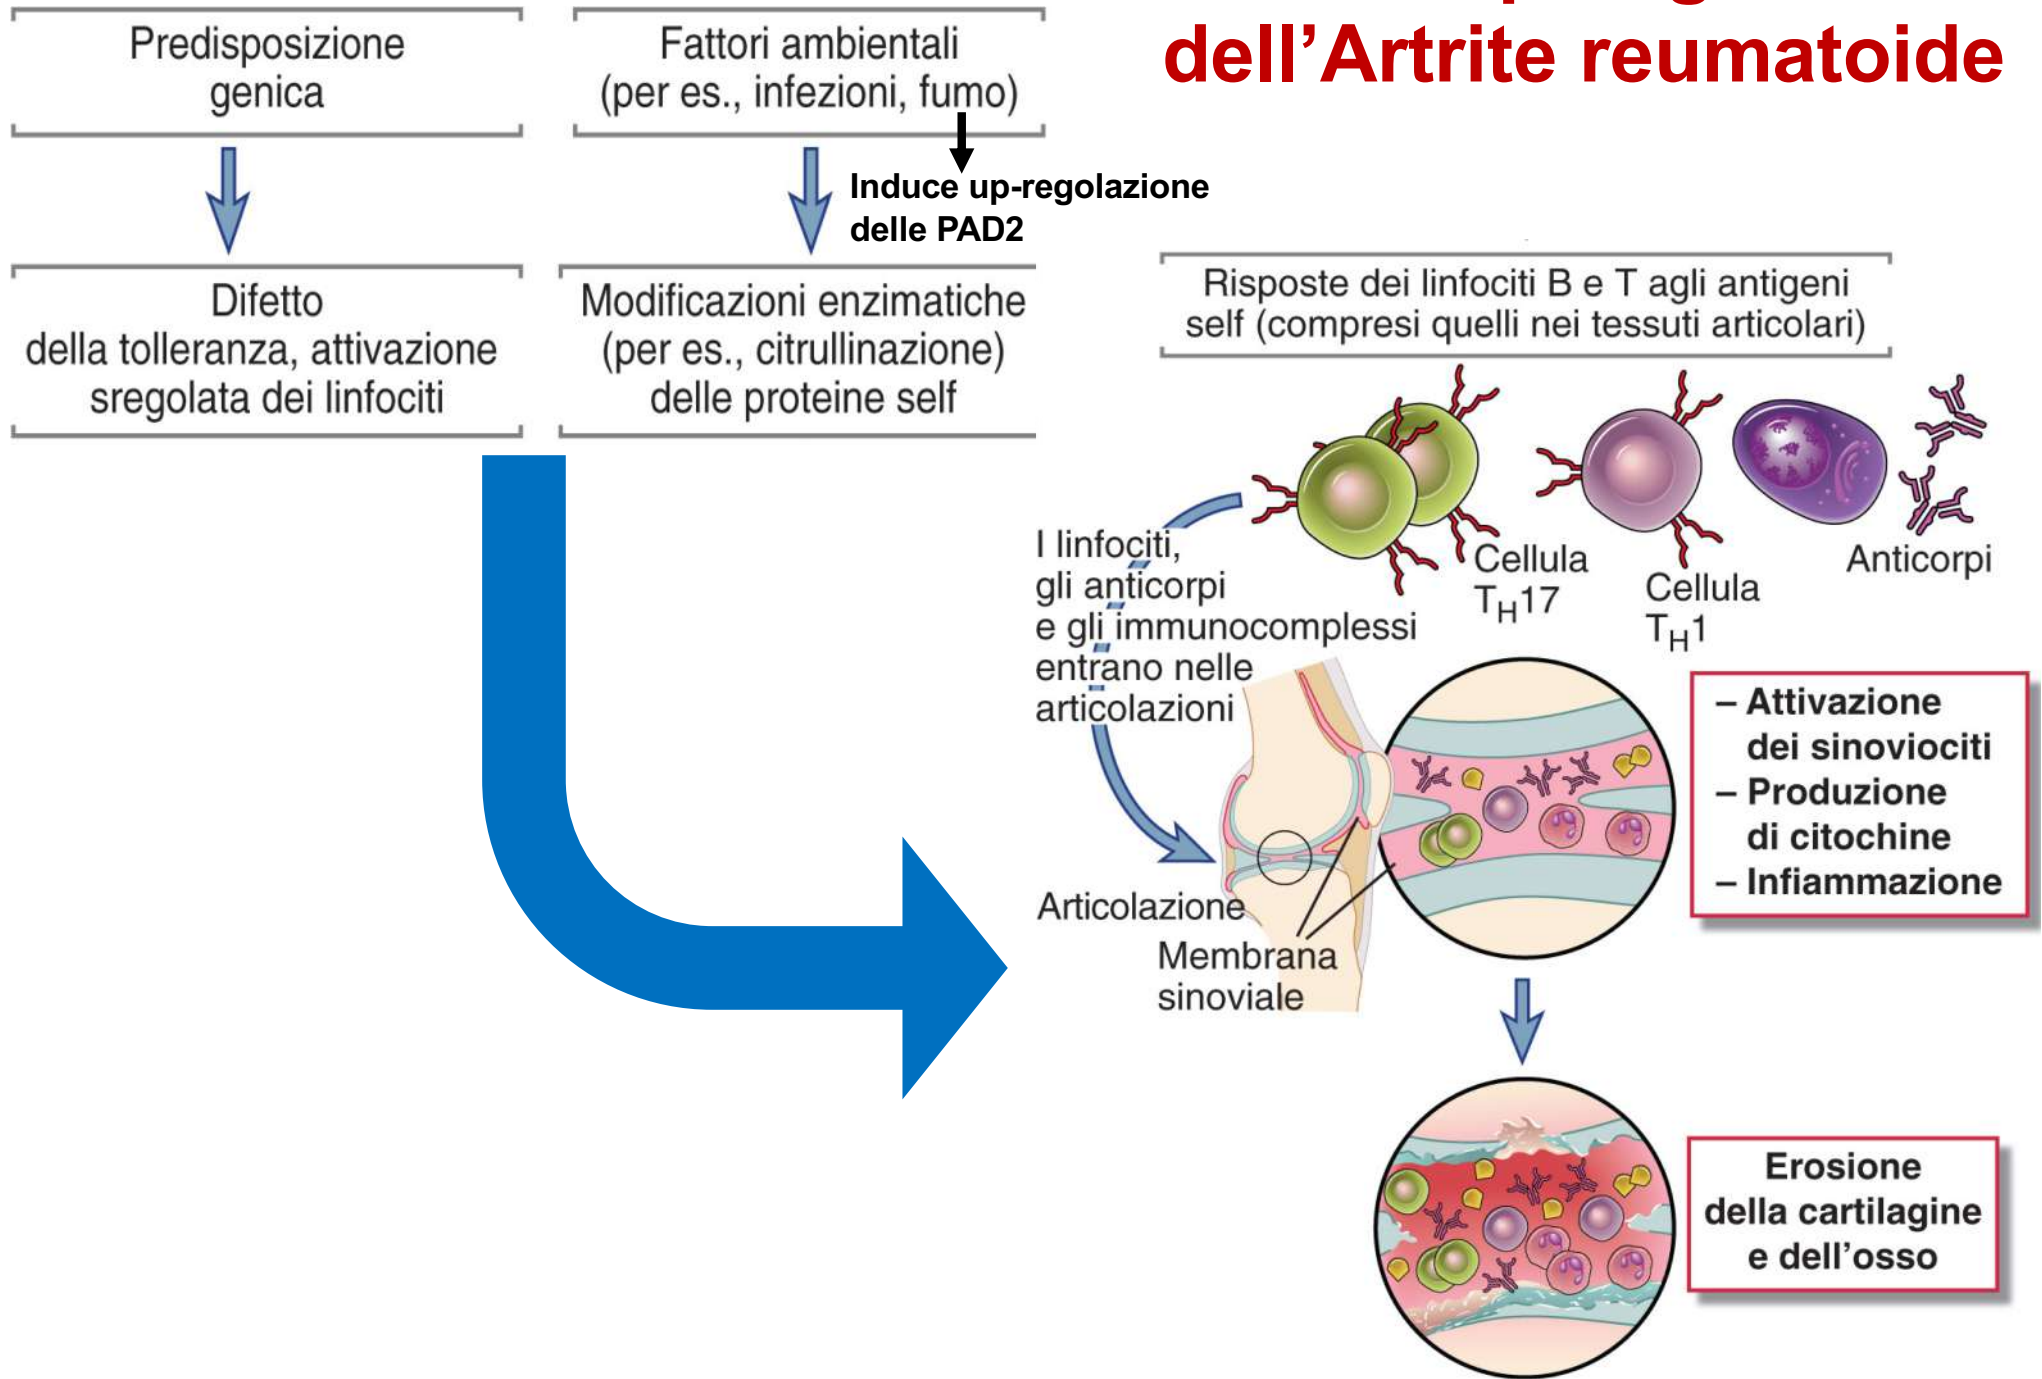 dell’Artrite reumatoide
Predisposizione
genica
Fattori ambientali
(per es., infezioni, fumo)
Induce up-regolazione
delle PAD2
Difetto
della tolleranza, attivazione
sregolata dei linfociti
Modificazioni enzimatiche
(per es., citrullinazione)
delle proteine self
Risposte dei linfociti B e T agli antigeni
self (compresi quelli nei tessuti articolari)
I linfociti,
gli anticorpi
e gli immunocomplessi
entrano nelle
articolazioni
Cellula
TH17
Cellula
TH1
Anticorpi
– Attivazione
dei sinoviociti
– Produzione
di citochine
– Infiammazione
Articolazione
Membrana
sinoviale
Erosione
della cartilagine
e dell'osso